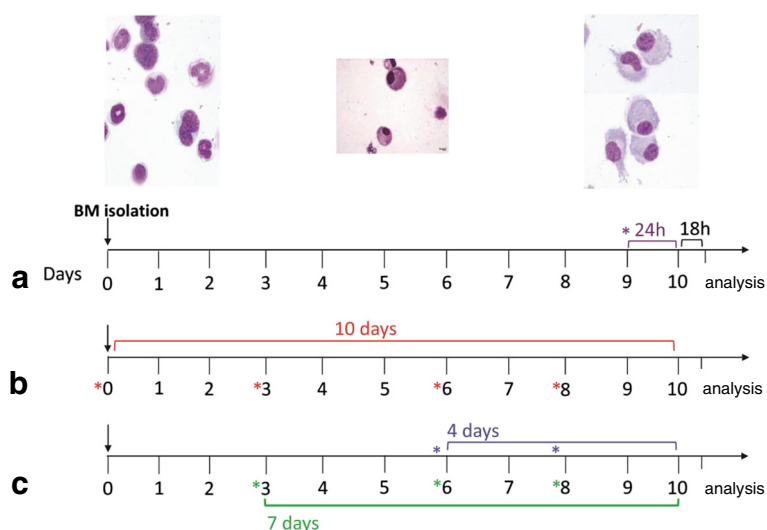 BM isolation
* 24h 18h
a Days 0 1 2 3 4 5 6 7 8 9 10 analysis
10 days
b *0 1 2 *3 4 5 *6 7 *8 9 10 analysis
4 days
* *
c 0 1 2 *3 4 5 *6 7 *8 9 10 analysis
7 days